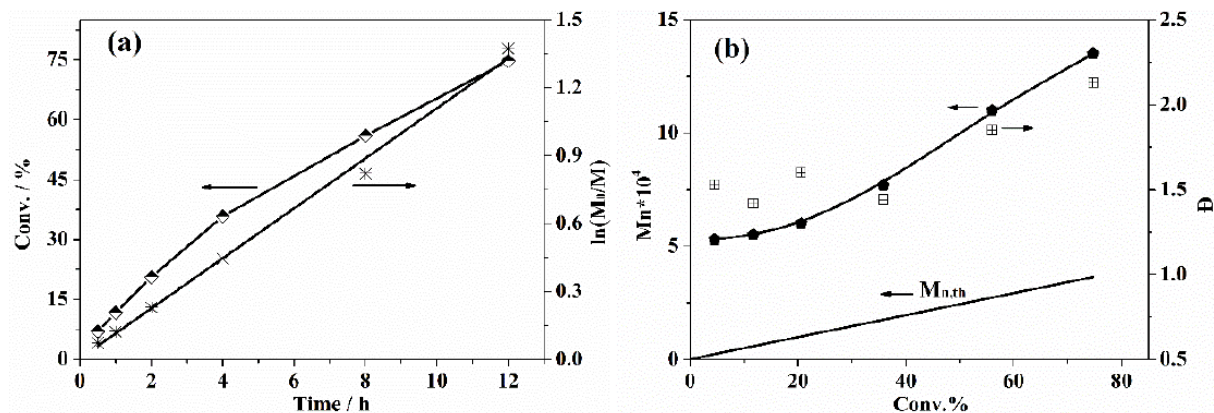 (a)
75
60
45
30
15
0
Conv. / %
0 2 4 6 8 10 12
Time / h
1.5
1.2
0.9
0.6
0.3
0.0
ln(M₀/M)
(b)
15
10
5
0
Mn*10⁴
Mn,th
0 20 40 60 80
Conv.%
2.5
2.0
1.5
1.0
0.5
Đ